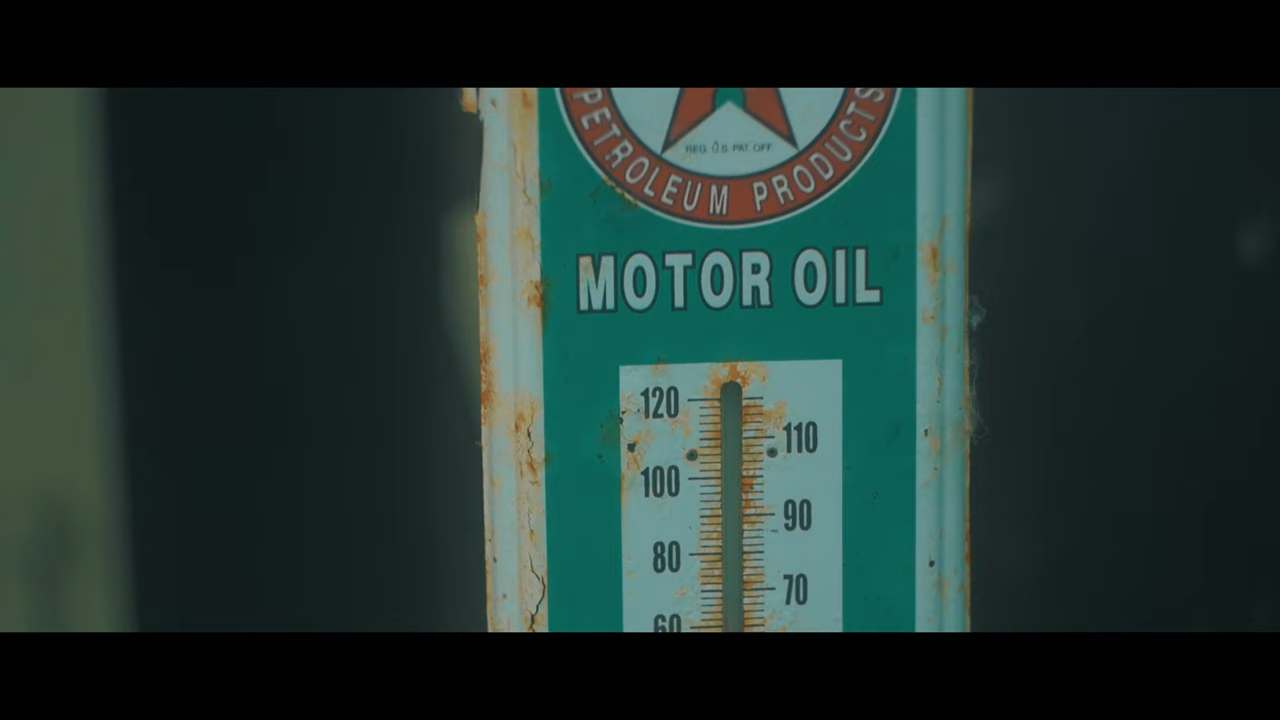 REG. U.S. PAT. OFF.
PETROLEUM PRODUCTS
MOTOR OIL
120
110
100
90
80
70
60